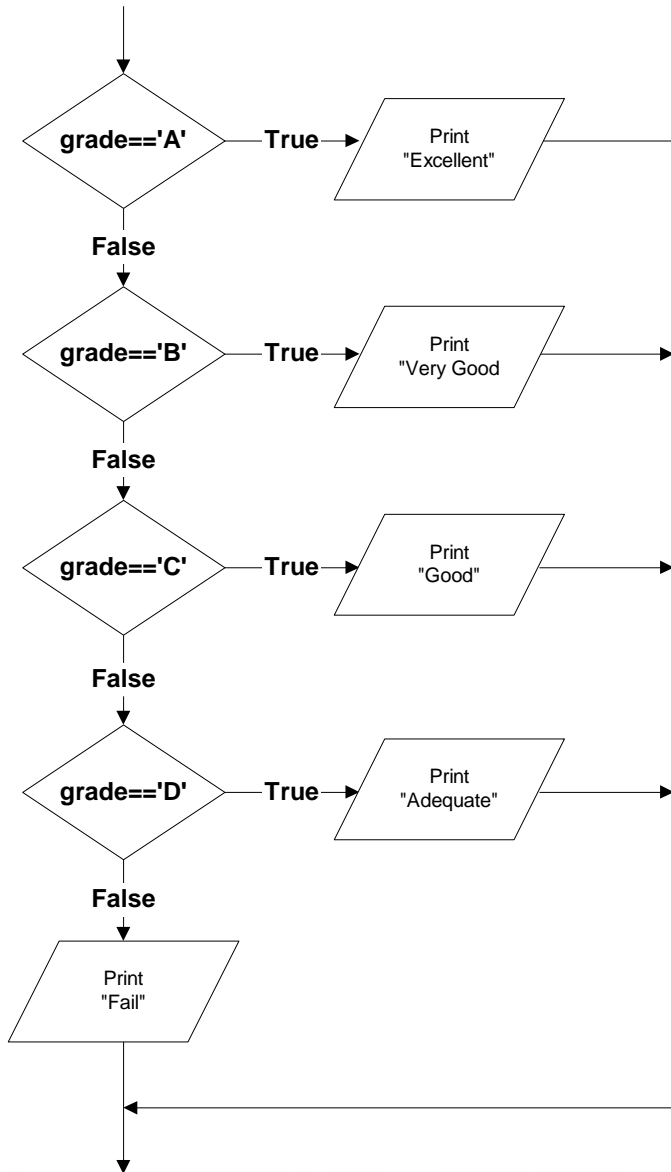 grade=='A'
True
Print
"Excellent"
False
grade=='B'
True
Print
"Very Good
False
grade=='C'
True
Print
"Good"
False
grade=='D'
True
Print
"Adequate"
False
Print
"Fail"